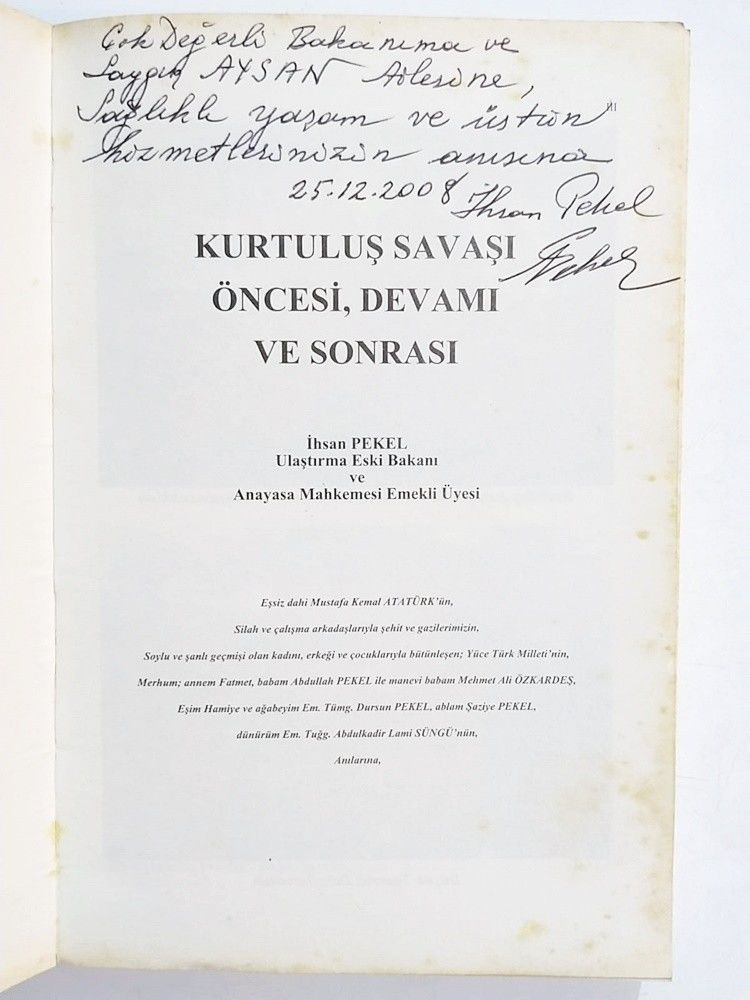 Çok Değerli Bakanıma ve
Saygın AYSAN Ailesine,
Sağlıklı yaşam ve üstün
III
hizmetlerinizin anısına
25.12.2008 İhsan Pekel
KURTULUŞ SAVAŞI
ÖNCESİ, DEVAMI
VE SONRASI
İhsan PEKEL
Ulaştırma Eski Bakanı
ve
Anayasa Mahkemesi Emekli Üyesi
Eşsiz dahi Mustafa Kemal ATATÜRK'ün,
Silah ve çalışma arkadaşlarıyla şehit ve gazilerimizin,
Soylu ve şanlı geçmişi olan kadını, erkeği ve çocuklarıyla bütünleşen; Yüce Türk Milleti'nin,
Merhum; annem Fatmet, babam Abdullah PEKEL ile manevi babam Mehmet Ali ÖZKARDEŞ,
Eşim Hamiye ve ağabeyim Em. Tümg. Dursun PEKEL, ablam Şaziye PEKEL,
dünürüm Em. Tuğg. Abdulkadir Lami SÜNGÜ'nün,
Anılarına,